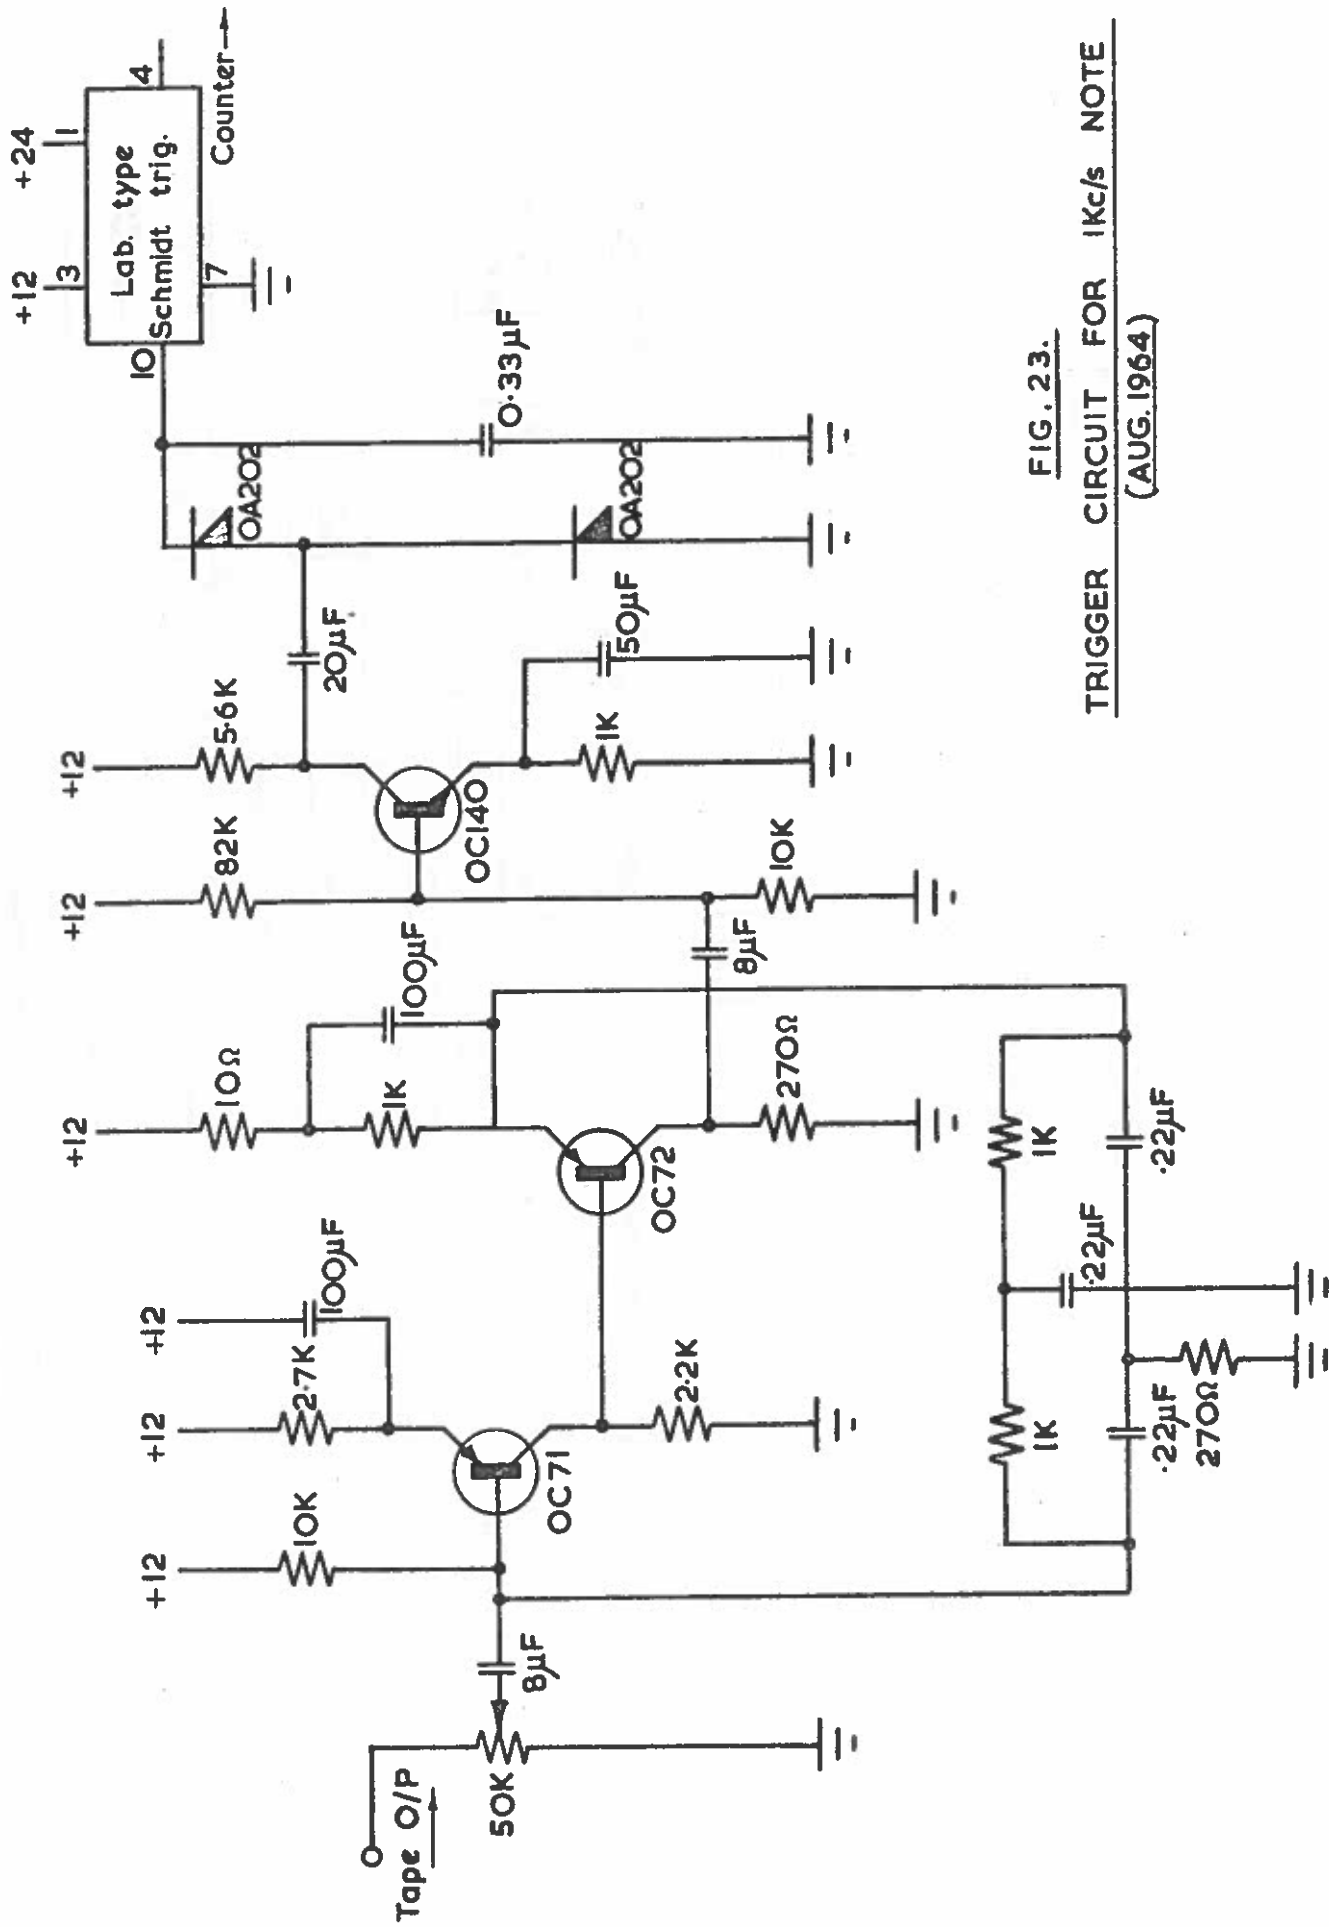 Tape O/P
50K
8µF
+12
10K
+12
2·7K
+12
100µF
OC71
2·2K
+12
10Ω
1K
100µF
OC72
270Ω
8µF
+12
82K
10K
+12
5·6K
OC140
1K
50µF
20µF
OA202
OA202
0·33µF
10
+12
3
+24
1
Lab. type
Schmidt trig.
7
4
Counter
1K
1K
·22µF
·22µF
·22µF
270Ω
FIG. 23.
TRIGGER CIRCUIT FOR 1Kc/s NOTE
(AUG. 1964)